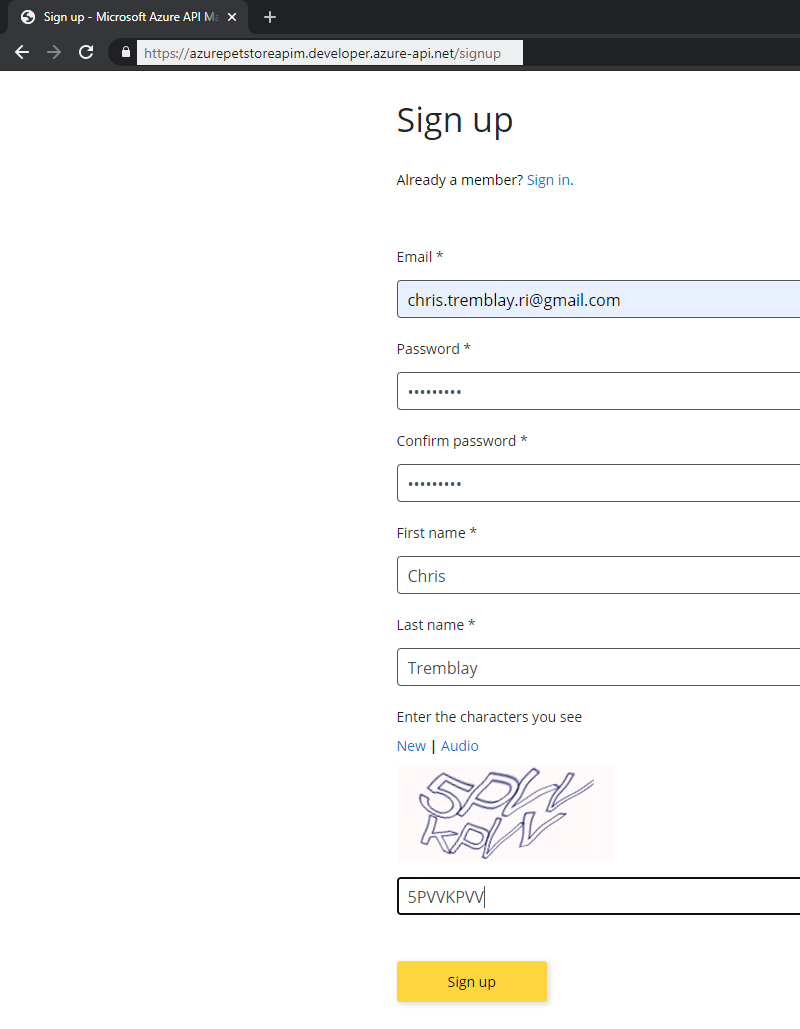 Sign up - Microsoft Azure API Ma
https://azurepetstoreapim.developer.azure-api.net/signup
Sign up
Already a member? Sign in.
Email *
chris.tremblay.ri@gmail.com
Password *
•••••••••
Confirm password *
•••••••••
First name *
Chris
Last name *
Tremblay
Enter the characters you see
New | Audio
5PVVKPVV
Sign up